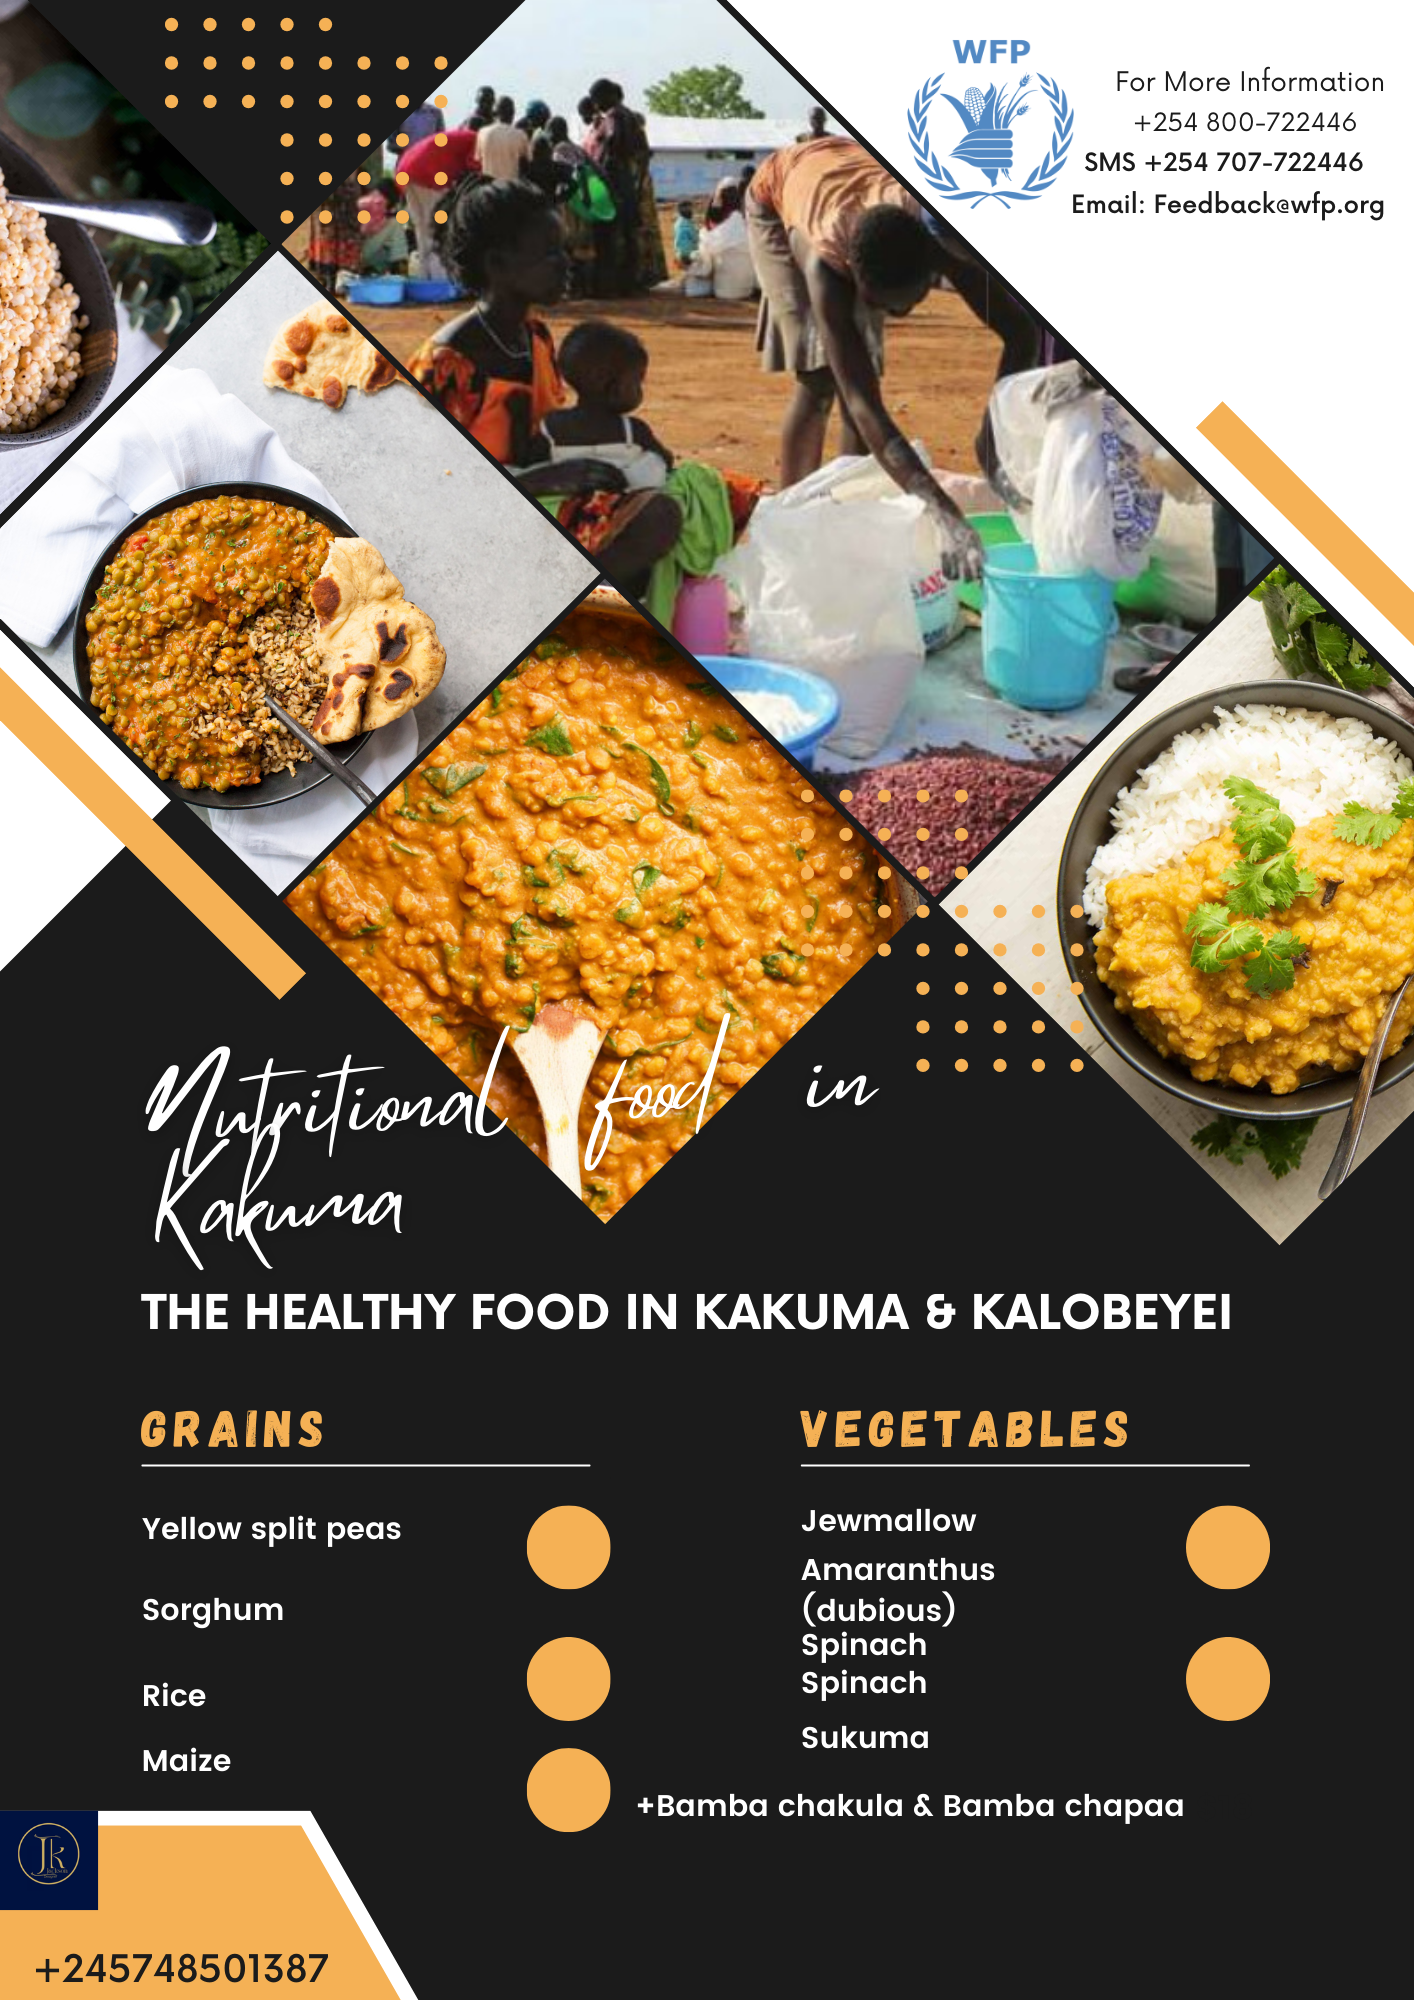 WFP
For More Information
+254 800-722446
SMS +254 707-722446
Email: Feedback@wfp.org
Nutritional food in
Kakuma
THE HEALTHY FOOD IN KAKUMA & KALOBEYEI
GRAINS
Yellow split peas
Sorghum
Rice
Maize
VEGETABLES
Jewmallow
Amaranthus
(dubious)
Spinach
Spinach
Sukuma
+Bamba chakula & Bamba chapaa
JK
+245748501387